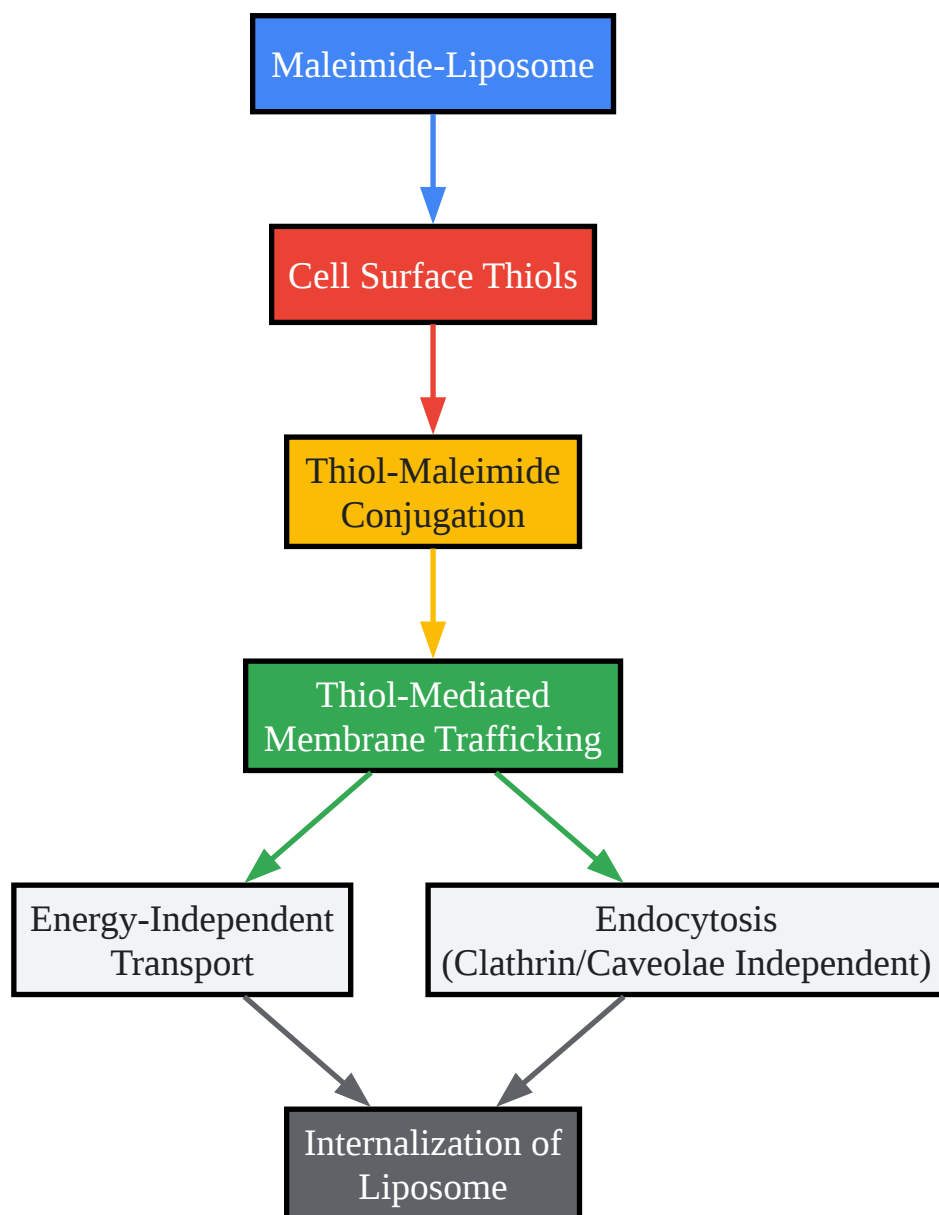 Maleimide-Liposome
Cell Surface Thiols
Thiol-Maleimide
Conjugation
Thiol-Mediated
Membrane Trafficking
Energy-Independent
Transport
Endocytosis
(Clathrin/Caveolae Independent)
Internalization of
Liposome